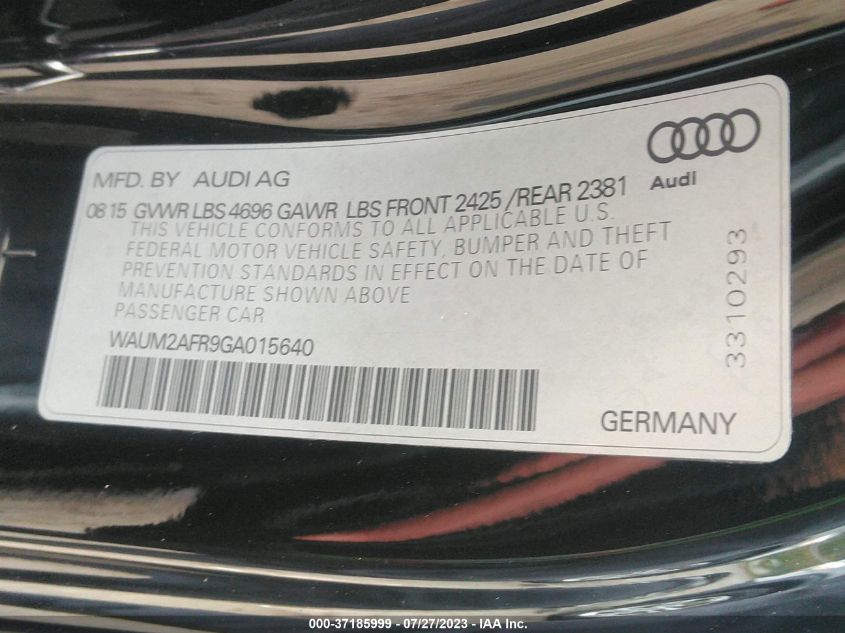 MFD. BY AUDI AG
Audi
08 15 GVWR LBS 4696 GAWR LBS FRONT 2425 /REAR 2381
THIS VEHICLE CONFORMS TO ALL APPLICABLE U.S.
FEDERAL MOTOR VEHICLE SAFETY, BUMPER AND THEFT
PREVENTION STANDARDS IN EFFECT ON THE DATE OF
MANUFACTURE SHOWN ABOVE
PASSENGER CAR
WAUM2AFR9GA015640
3310293
GERMANY
000-37185999 - 07/27/2023 - IAA Inc.